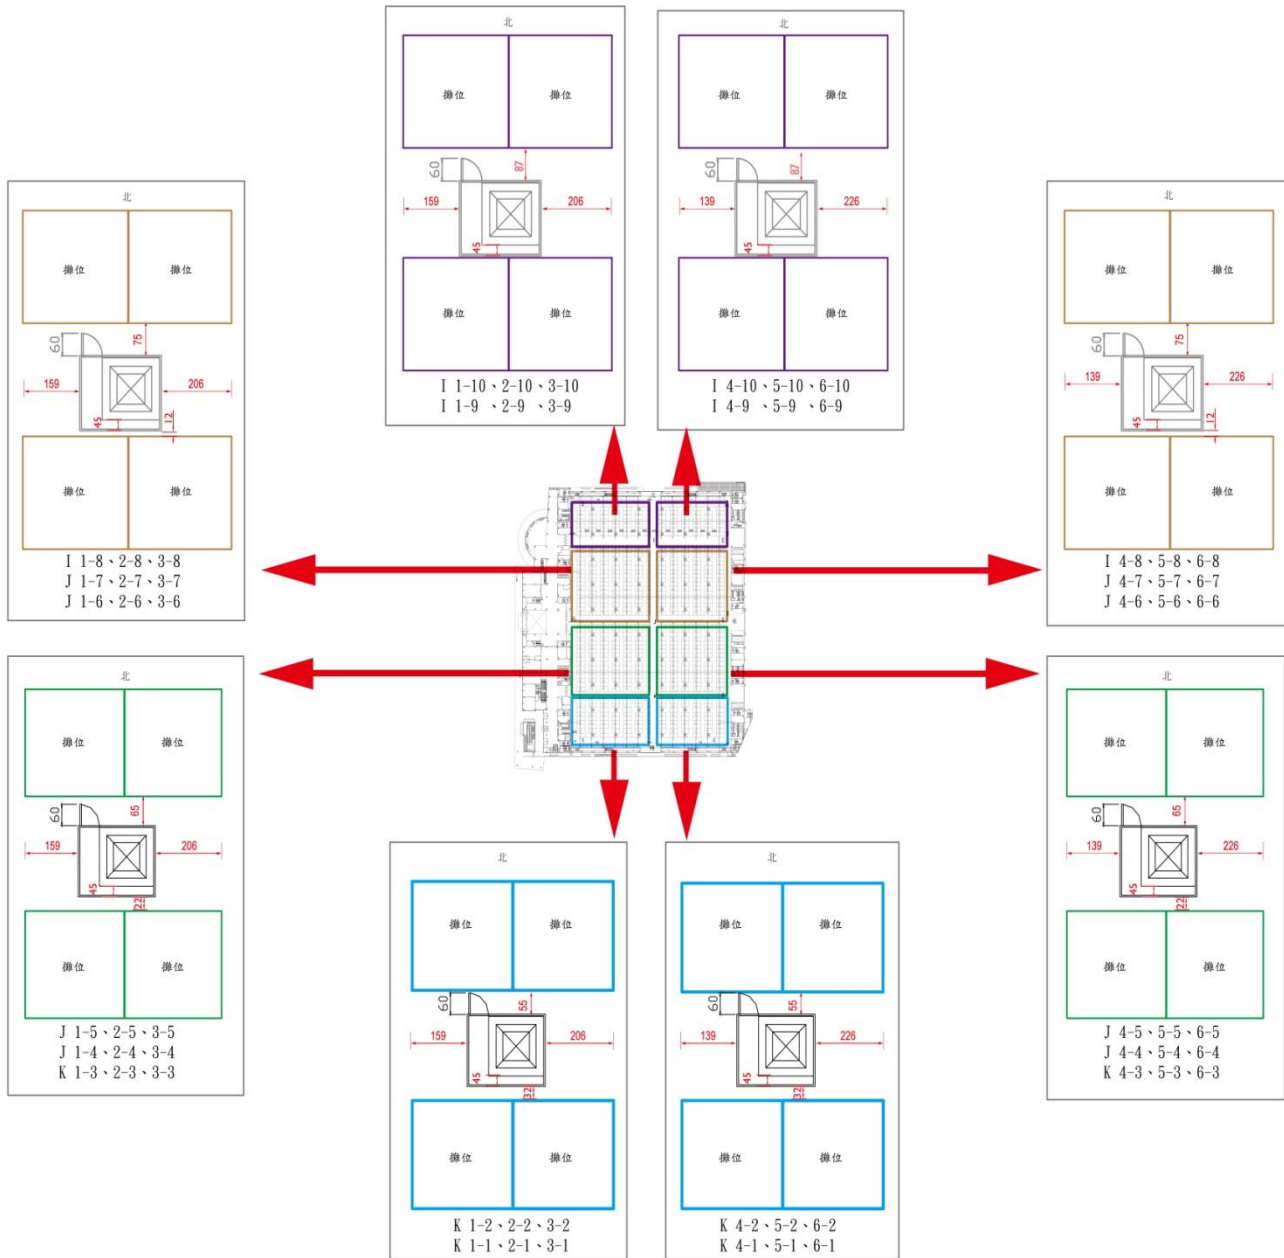 北
攤位
攤位
60
87
159
206
45
攤位
攤位
I 1-10、2-10、3-10
I 1-9 、2-9 、3-9
北
攤位
攤位
60
87
139
226
45
攤位
攤位
I 4-10、5-10、6-10
I 4-9 、5-9 、6-9
北
攤位
攤位
60
75
159
206
45
12
攤位
攤位
I 1-8、2-8、3-8
J 1-7、2-7、3-7
J 1-6、2-6、3-6
北
攤位
攤位
60
75
139
226
45
12
攤位
攤位
I 4-8、5-8、6-8
J 4-7、5-7、6-7
J 4-6、5-6、6-6
北
攤位
攤位
60
65
159
206
45
22
攤位
攤位
J 1-5、2-5、3-5
J 1-4、2-4、3-4
K 1-3、2-3、3-3
北
攤位
攤位
60
65
139
226
45
22
攤位
攤位
J 4-5、5-5、6-5
J 4-4、5-4、6-4
K 4-3、5-3、6-3
北
攤位
攤位
60
55
159
206
45
32
攤位
攤位
K 1-2、2-2、3-2
K 1-1、2-1、3-1
北
攤位
攤位
60
55
139
226
45
32
攤位
攤位
K 4-2、5-2、6-2
K 4-1、5-1、6-1